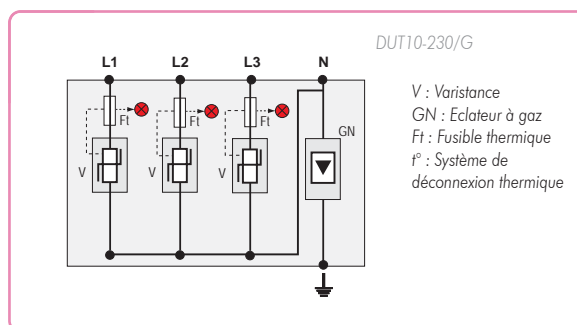 DUT10-230/G
L1 L2 L3 N
Ft Ft Ft
GN
V V V
V : Varistance
GN : Eclateur à gaz
Ft : Fusible thermique
t° : Système de
déconnexion thermique